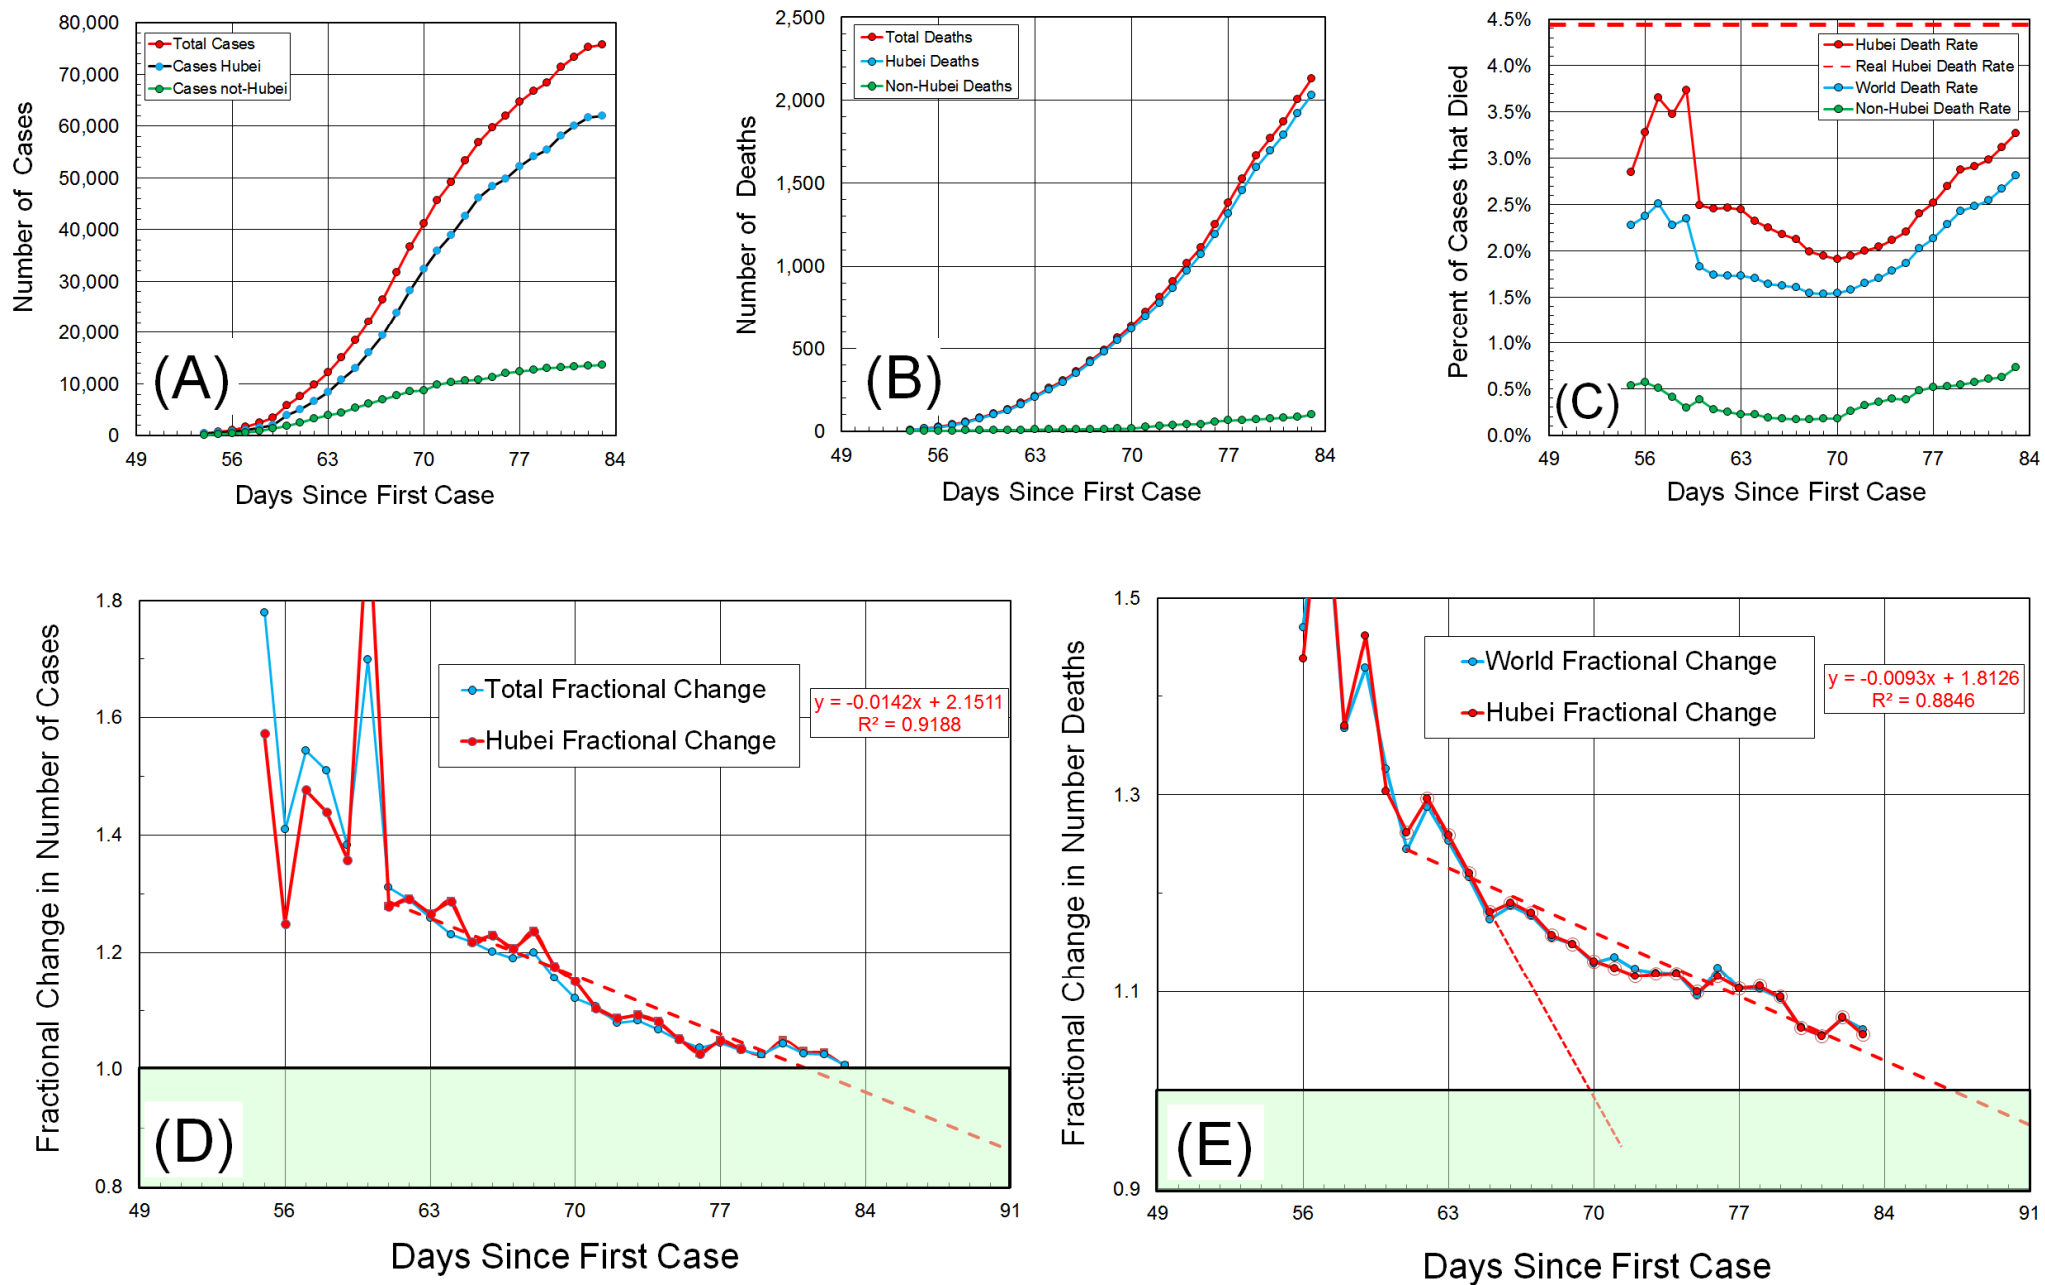 80,000
70,000
60,000
50,000
40,000
30,000
20,000
10,000
0
Number of Cases
Total Cases
Cases Hubei
Cases not-Hubei
(A)
49 56 63 70 77 84
Days Since First Case
2,500
2,000
1,500
1,000
500
0
Number of Deaths
Total Deaths
Hubei Deaths
Non-Hubei Deaths
(B)
49 56 63 70 77 84
Days Since First Case
4.5%
4.0%
3.5%
3.0%
2.5%
2.0%
1.5%
1.0%
0.5%
0.0%
Percent of Cases that Died
Hubei Death Rate
Real Hubei Death Rate
World Death Rate
Non-Hubei Death Rate
(C)
49 56 63 70 77 84
Days Since First Case
1.8
1.6
1.4
1.2
1.0
0.8
Fractional Change in Number of Cases
Total Fractional Change
Hubei Fractional Change
y = -0.0142x + 2.1511
R² = 0.9188
(D)
49 56 63 70 77 84 91
Days Since First Case
1.5
1.3
1.1
0.9
Fractional Change in Number Deaths
World Fractional Change
Hubei Fractional Change
y = -0.0093x + 1.8126
R² = 0.8846
(E)
49 56 63 70 77 84 91
Days Since First Case